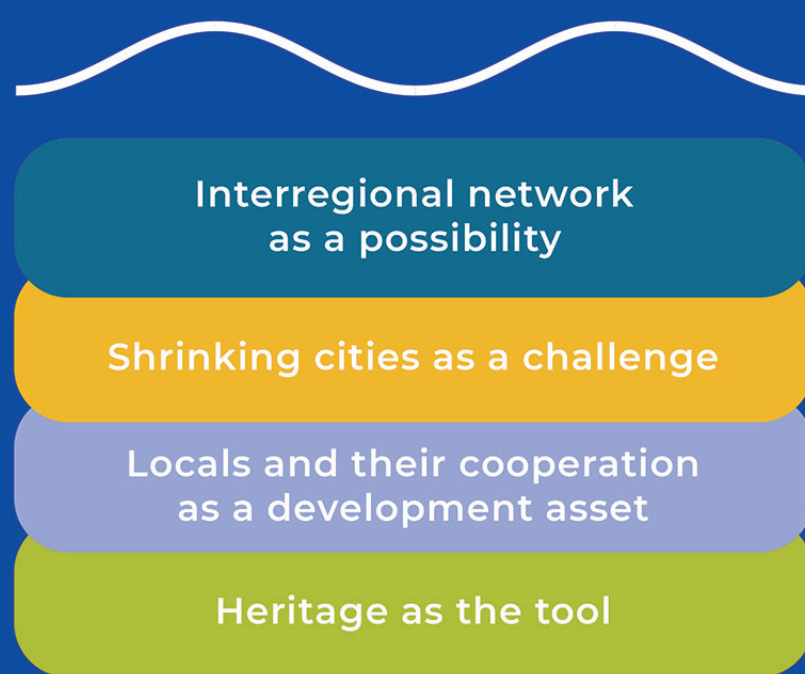 Interregional network
as a possibility
Shrinking cities as a challenge
Locals and their cooperation
as a development asset
Heritage as the tool